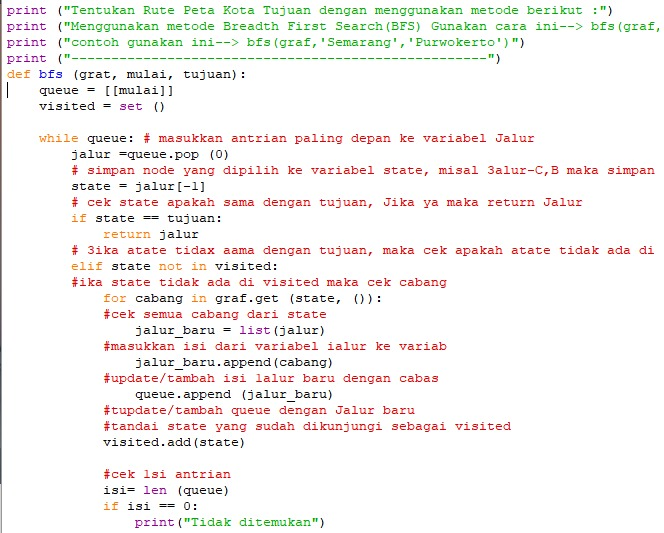 print ("Tentukan Rute Peta Kota Tujuan dengan menggunakan metode berikut :")
print ("Menggunakan metode Breadth First Search(BFS) Gunakan cara ini--> bfs(graf,
print ("contoh gunakan ini--> bfs(graf,'Semarang','Purwokerto')")
print ("----------------------------------------------------")
def bfs (grat, mulai, tujuan):
    queue = [[mulai]]
    visited = set ()

    while queue: # masukkan antrian paling depan ke variabel Jalur
        jalur =queue.pop (0)
        # simpan node yang dipilih ke variabel state, misal 3alur-C,B maka simpan
        state = jalur[-1]
        # cek state apakah sama dengan tujuan, Jika ya maka return Jalur
        if state == tujuan:
            return jalur
        # 3ika atate tidax aama dengan tujuan, maka cek apakah atate tidak ada di
        elif state not in visited:
        #ika state tidak ada di visited maka cek cabang
            for cabang in graf.get (state, ()):
            #cek semua cabang dari state
                jalur_baru = list(jalur)
            #masukkan isi dari variabel ialur ke variab
                jalur_baru.append(cabang)
            #update/tambah isi lalur baru dengan cabas
                queue.append (jalur_baru)
            #tupdate/tambah queue dengan Jalur baru
            #tandai state yang sudah dikunjungi sebagai visited
            visited.add(state)

            #cek lsi antrian
            isi= len (queue)
            if isi == 0:
                print("Tidak ditemukan")